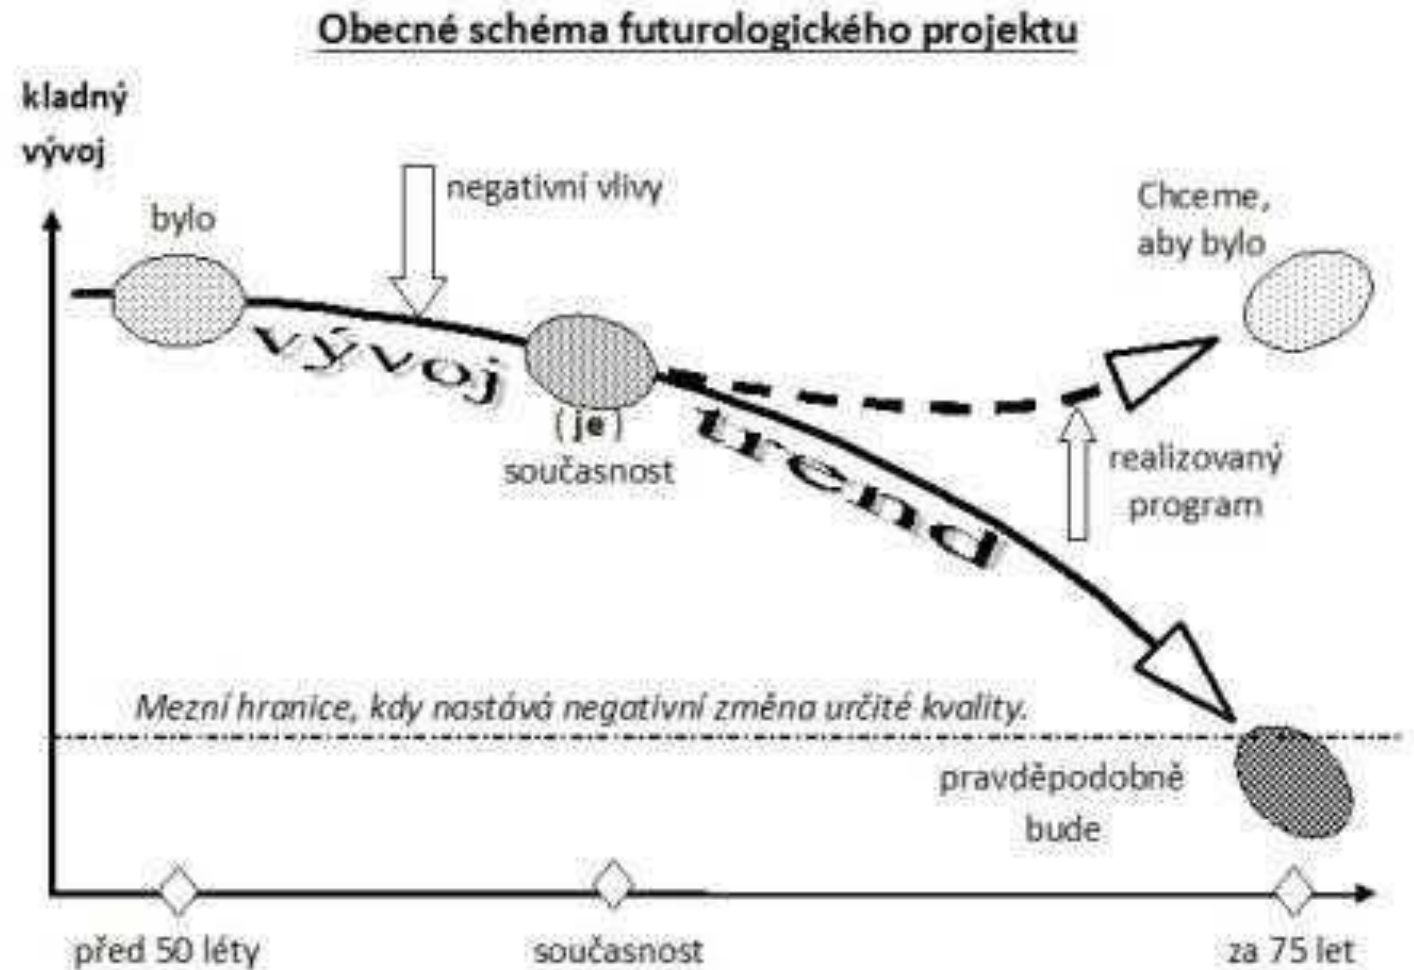 Obecné schéma futurologického projektu
kladný
vývoj
bylo
negativní vlivy
Chceme,
aby bylo
vývoj
( je )
současnost
trend
realizovaný
program
Mezní hranice, kdy nastává negativní změna určité kvality.
pravděpodobně
bude
před 50 léty
současnost
za 75 let